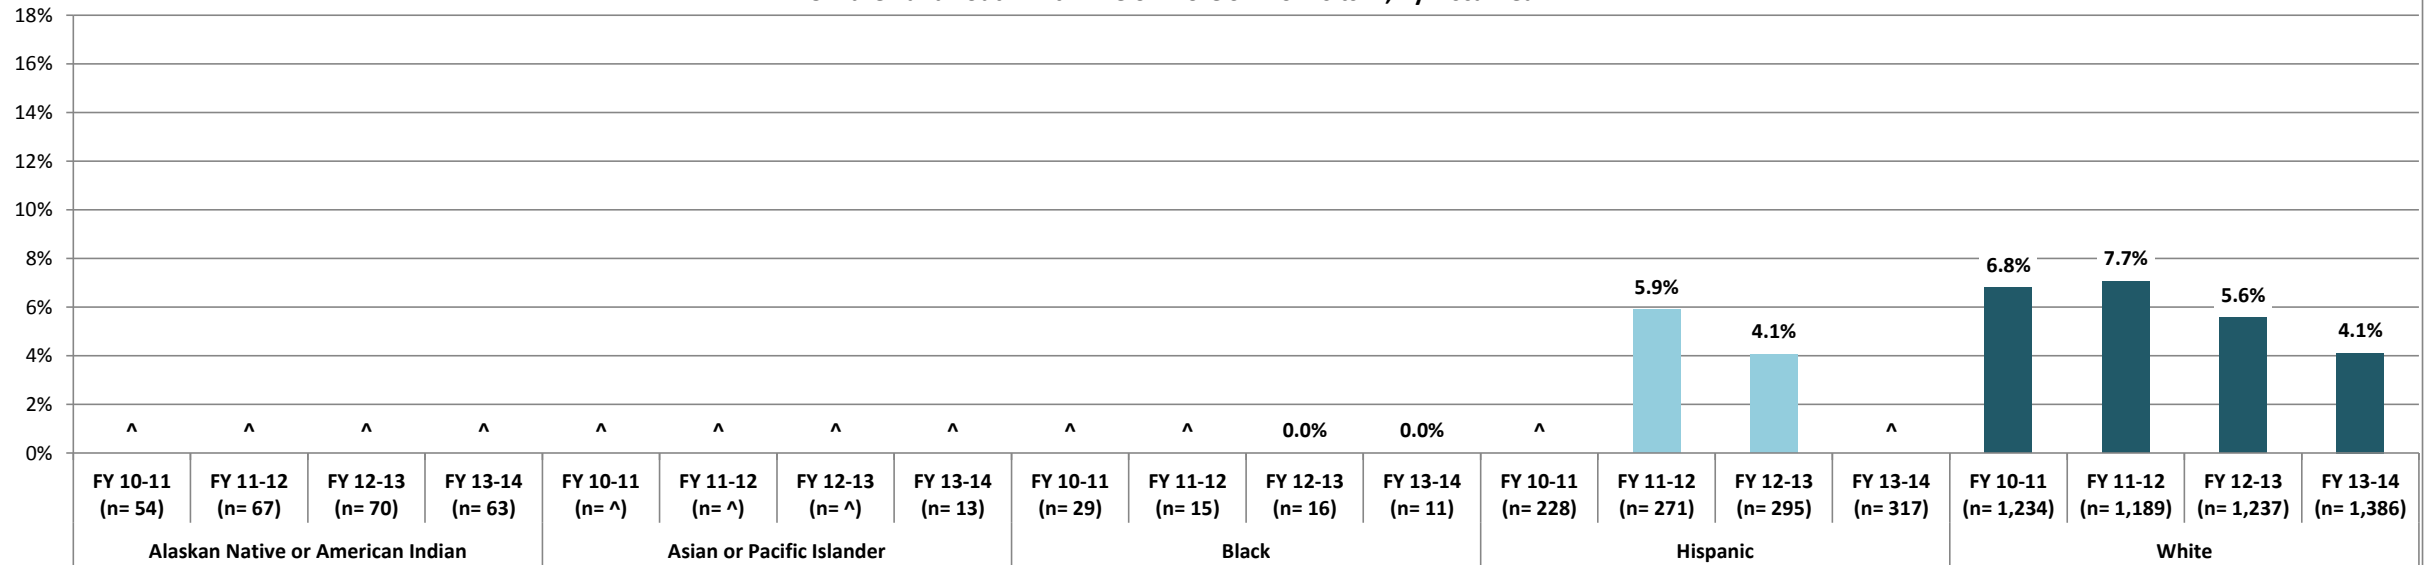 18%
16%
14%
12%
10%
8%
6%
4%
2%
0%
^ ^ ^ ^ ^ ^ ^ ^ ^ ^ 0.0% 0.0% ^ 5.9% 4.1% ^ 6.8% 7.7% 5.6% 4.1%
FY 10-11 FY 11-12 FY 12-13 FY 13-14 FY 10-11 FY 11-12 FY 12-13 FY 13-14 FY 10-11 FY 11-12 FY 12-13 FY 13-14 FY 10-11 FY 11-12 FY 12-13 FY 13-14 FY 10-11 FY 11-12 FY 12-13 FY 13-14
(n= 54) (n= 67) (n= 70) (n= 63) (n= ^) (n= ^) (n= ^) (n= 13) (n= 29) (n= 15) (n= 16) (n= 11) (n= 228) (n= 271) (n= 295) (n= 317) (n= 1,234) (n= 1,189) (n= 1,237) (n= 1,386)
Alaskan Native or American Indian Asian or Pacific Islander Black Hispanic White